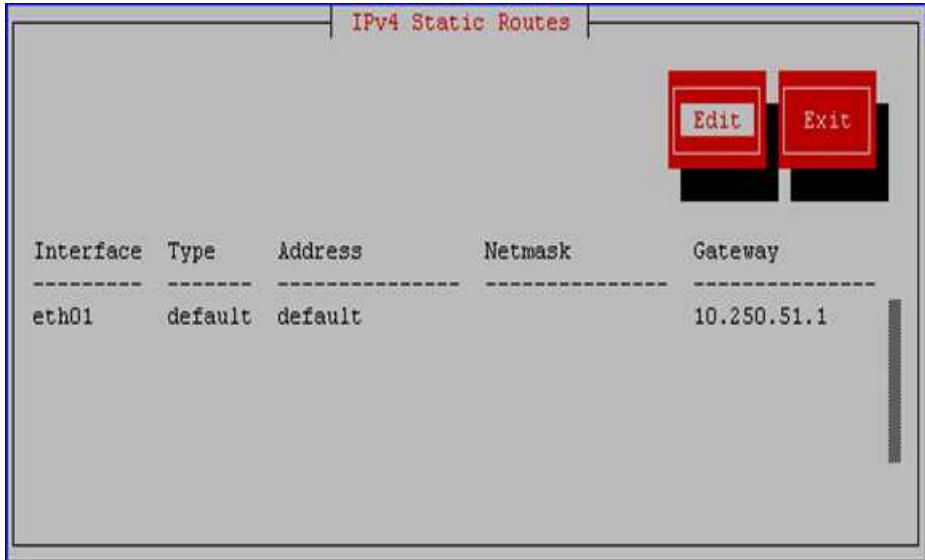 IPv4 Static Routes
Edit Exit
Interface Type Address Netmask Gateway
--------- ------- --------------- --------------- ---------------
eth01 default default 10.250.51.1